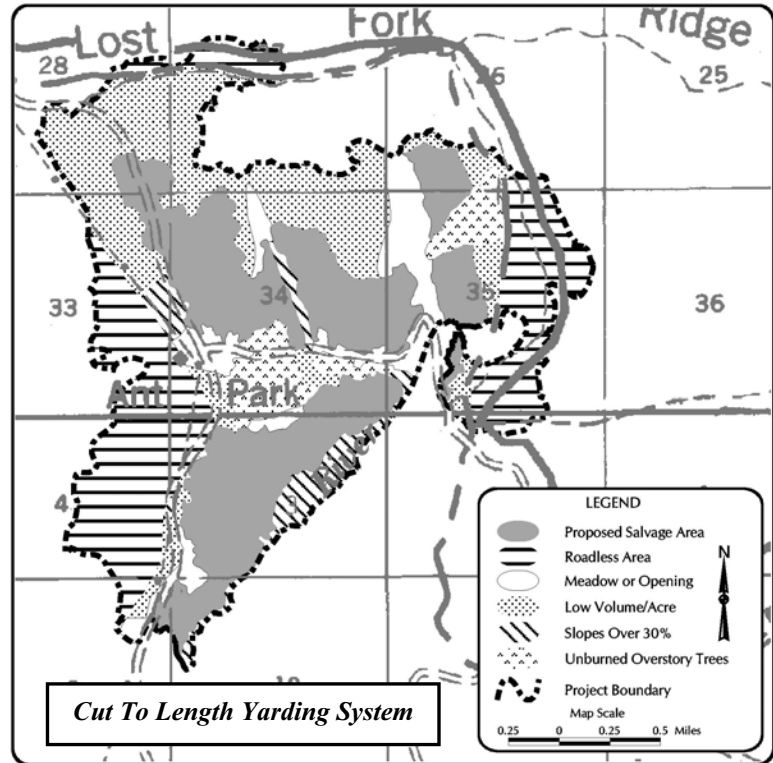 Lost Fork Ridge
28
26
25
33
34
35
36
Ant Park
River
4
LEGEND
Proposed Salvage Area
Roadless Area
Meadow or Opening
Low Volume/Acre
Slopes Over 30%
Unburned Overstory Trees
Project Boundary
N
Map Scale
0.25 0 0.25 0.5 Miles
Cut To Length Yarding System